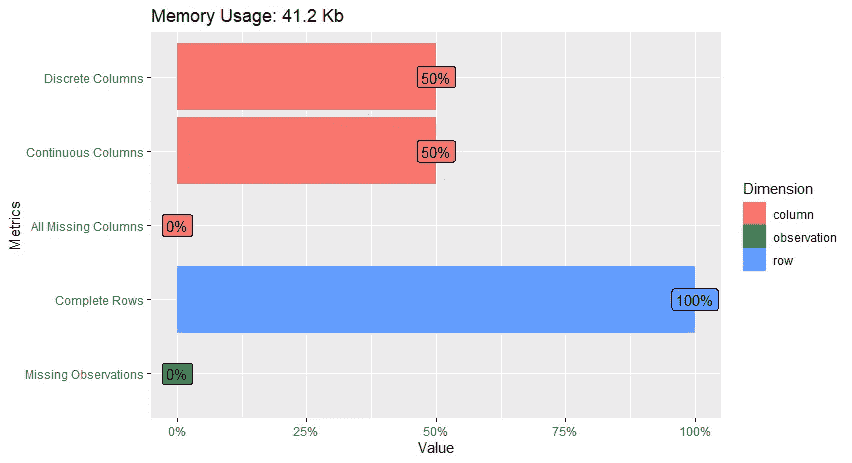 Memory Usage: 41.2 Kb
Metrics
Discrete Columns
50%
Continuous Columns
50%
All Missing Columns
0%
Complete Rows
100%
Missing Observations
0%
0%
25%
50%
75%
100%
Value
Dimension
column
observation
row